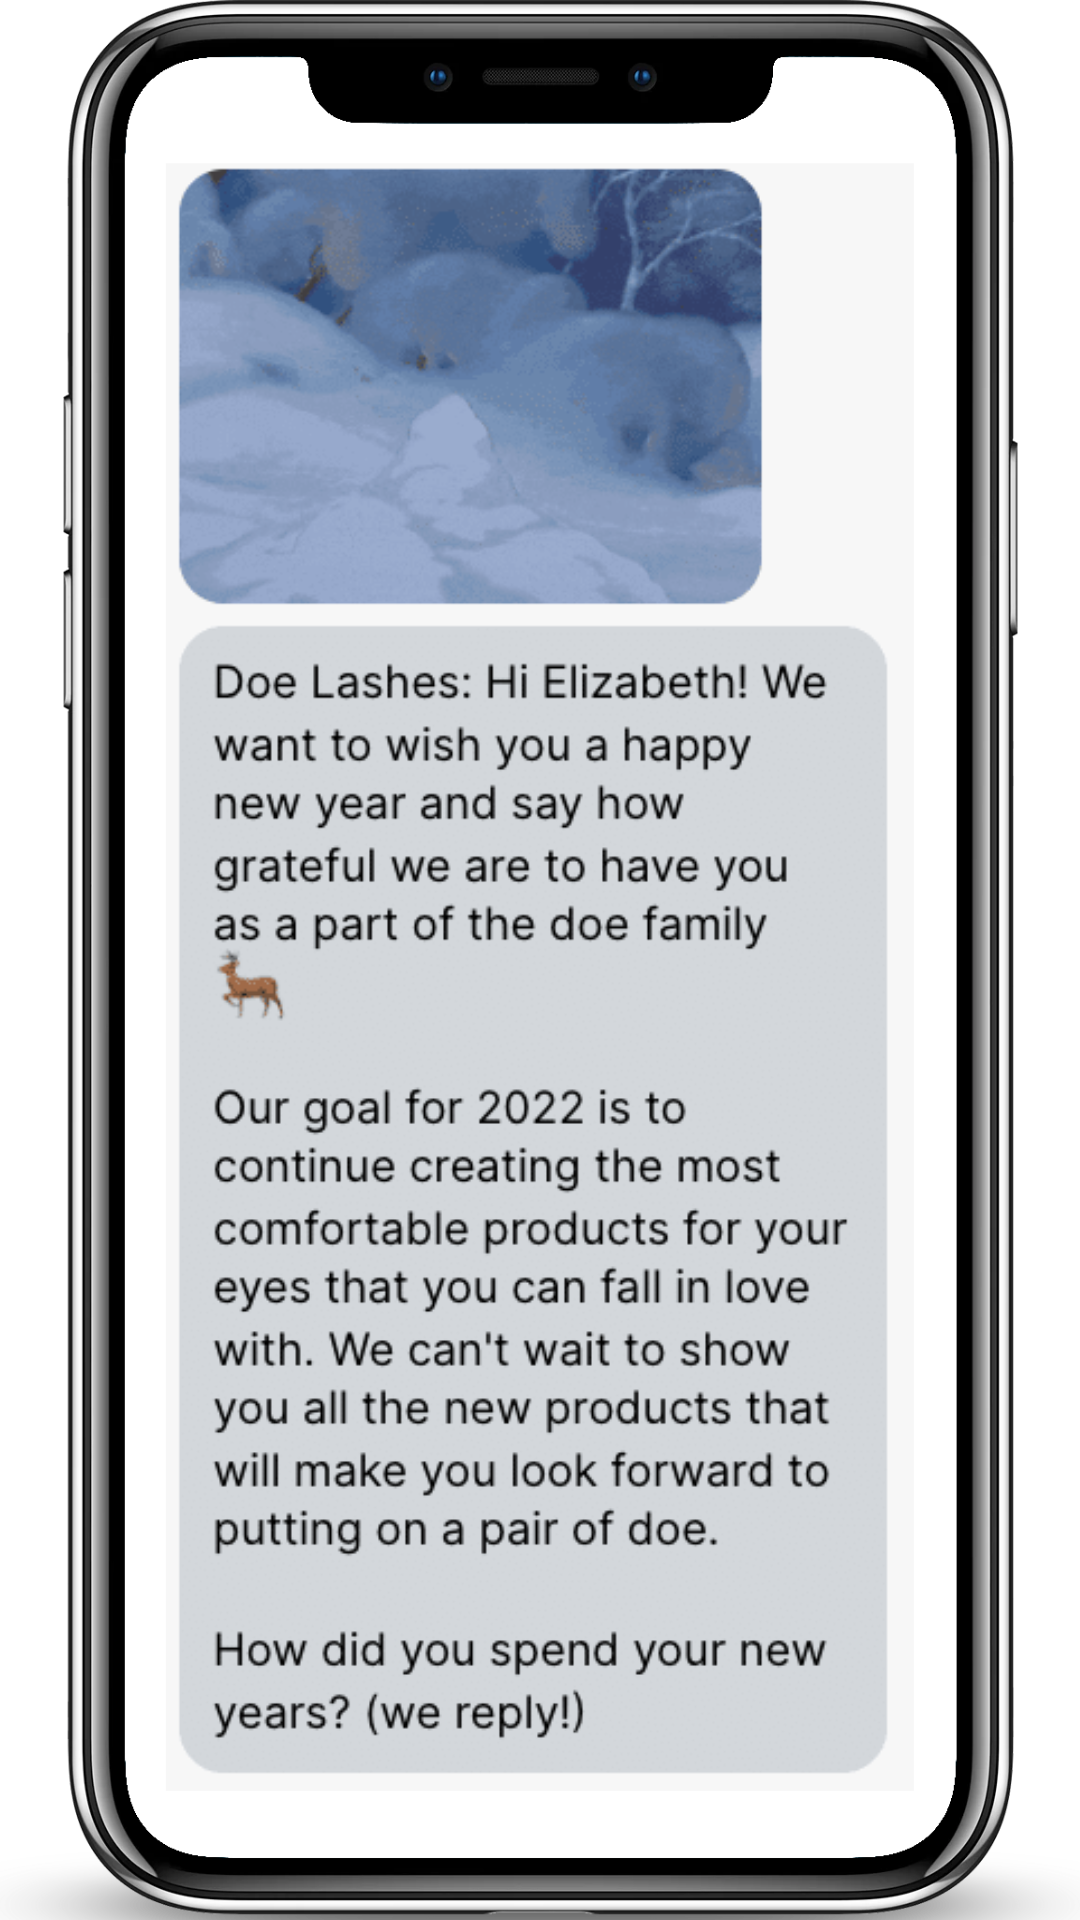 Doe Lashes: Hi Elizabeth! We
want to wish you a happy
new year and say how
grateful we are to have you
as a part of the doe family
🦌
Our goal for 2022 is to
continue creating the most
comfortable products for your
eyes that you can fall in love
with. We can't wait to show
you all the new products that
will make you look forward to
putting on a pair of doe.
How did you spend your new
years? (we reply!)